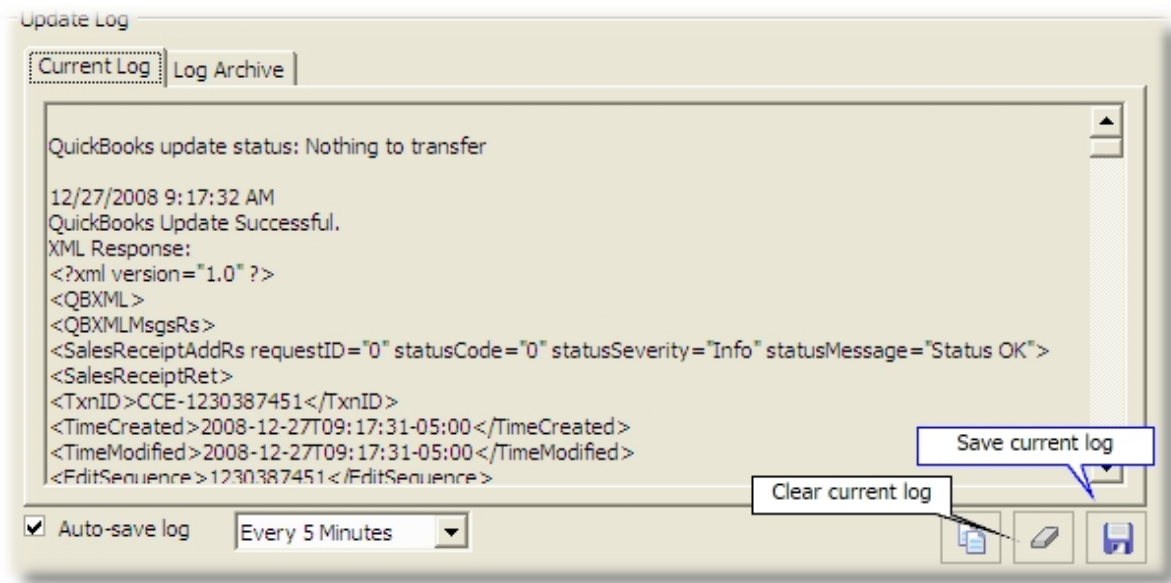 Update Log
Current Log
Log Archive
QuickBooks update status: Nothing to transfer
12/27/2008 9:17:32 AM
QuickBooks Update Successful.
XML Response:
<?xml version="1.0" ?>
<QBXML>
<QBXMLMsgsRs>
<SalesReceiptAddRs requestID="0" statusCode="0" statusSeverity="Info" statusMessage="Status OK">
<SalesReceiptRet>
<TxnID>CCE-1230387451</TxnID>
<TimeCreated>2008-12-27T09:17:31-05:00</TimeCreated>
<TimeModified>2008-12-27T09:17:31-05:00</TimeModified>
<EditSequence>1230387451</EditSequence>
Save current log
Clear current log
Auto-save log
Every 5 Minutes